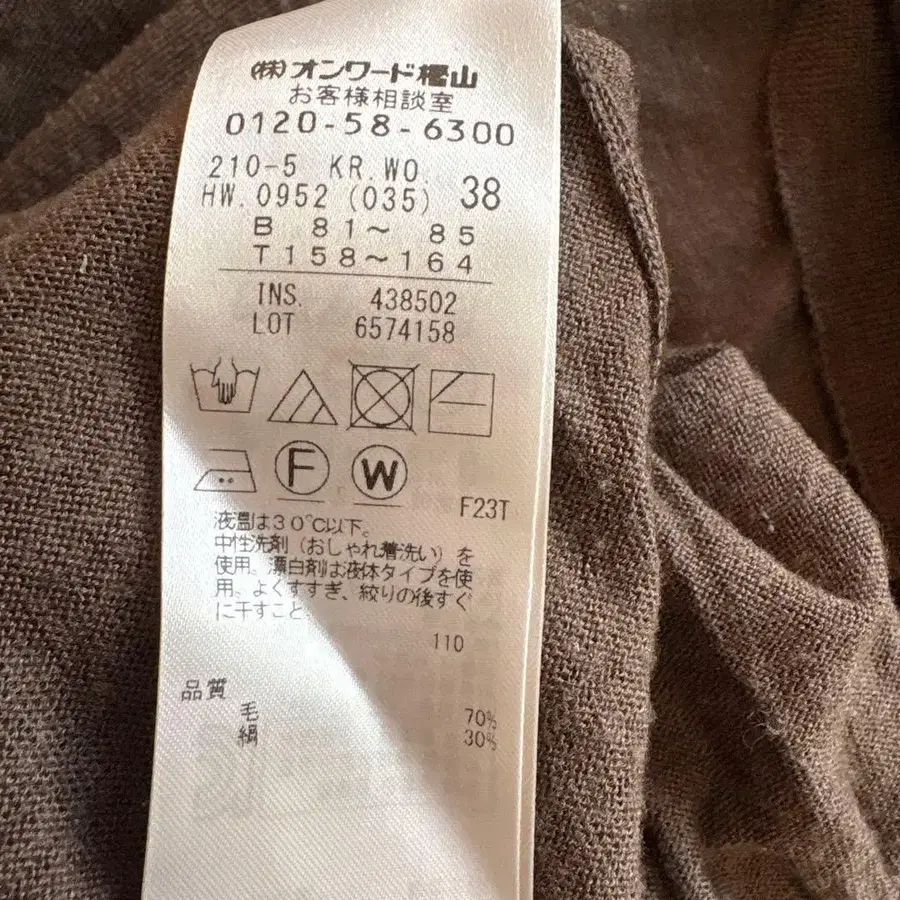 (株)オンワード樫山
お客様相談室
0120-58-6300
210-5 KR.WO. 38
HW.0952 (035)
B 81～ 85
T158～164
INS. 438502
LOT 6574158
F W
F23T
液温は30℃以下。
中性洗剤（おしゃれ着洗い）を
使用。漂白剤は液体タイプを使
用。よくすすぎ、絞りの後すぐ
に干すこと。
110
品質
毛 70%
絹 30%